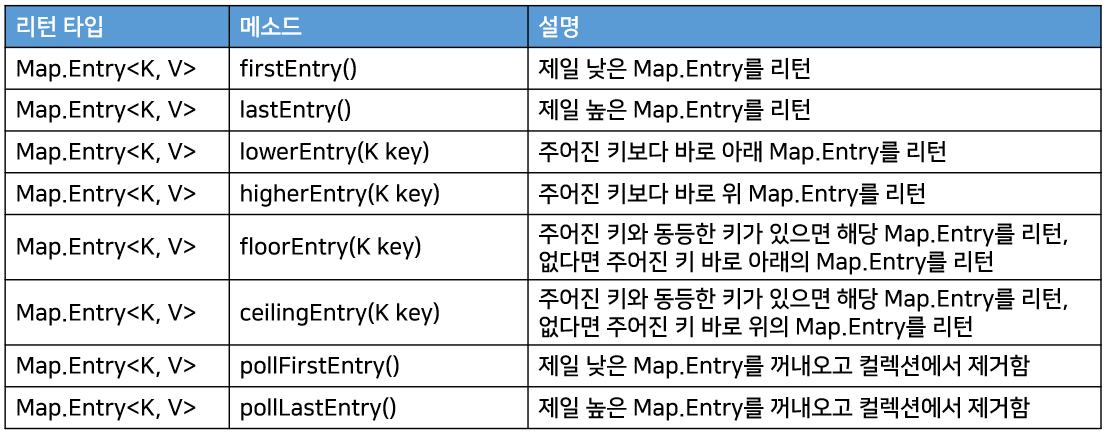 리턴 타입 메소드 설명
Map.Entry<K, V> firstEntry() 제일 낮은 Map.Entry를 리턴
Map.Entry<K, V> lastEntry() 제일 높은 Map.Entry를 리턴
Map.Entry<K, V> lowerEntry(K key) 주어진 키보다 바로 아래 Map.Entry를 리턴
Map.Entry<K, V> higherEntry(K key) 주어진 키보다 바로 위 Map.Entry를 리턴
Map.Entry<K, V> floorEntry(K key) 주어진 키와 동등한 키가 있으면 해당 Map.Entry를 리턴,
없다면 주어진 키 바로 아래의 Map.Entry를 리턴
Map.Entry<K, V> ceilingEntry(K key) 주어진 키와 동등한 키가 있으면 해당 Map.Entry를 리턴,
없다면 주어진 키 바로 위의 Map.Entry를 리턴
Map.Entry<K, V> pollFirstEntry() 제일 낮은 Map.Entry를 꺼내오고 컬렉션에서 제거함
Map.Entry<K, V> pollLastEntry() 제일 높은 Map.Entry를 꺼내오고 컬렉션에서 제거함